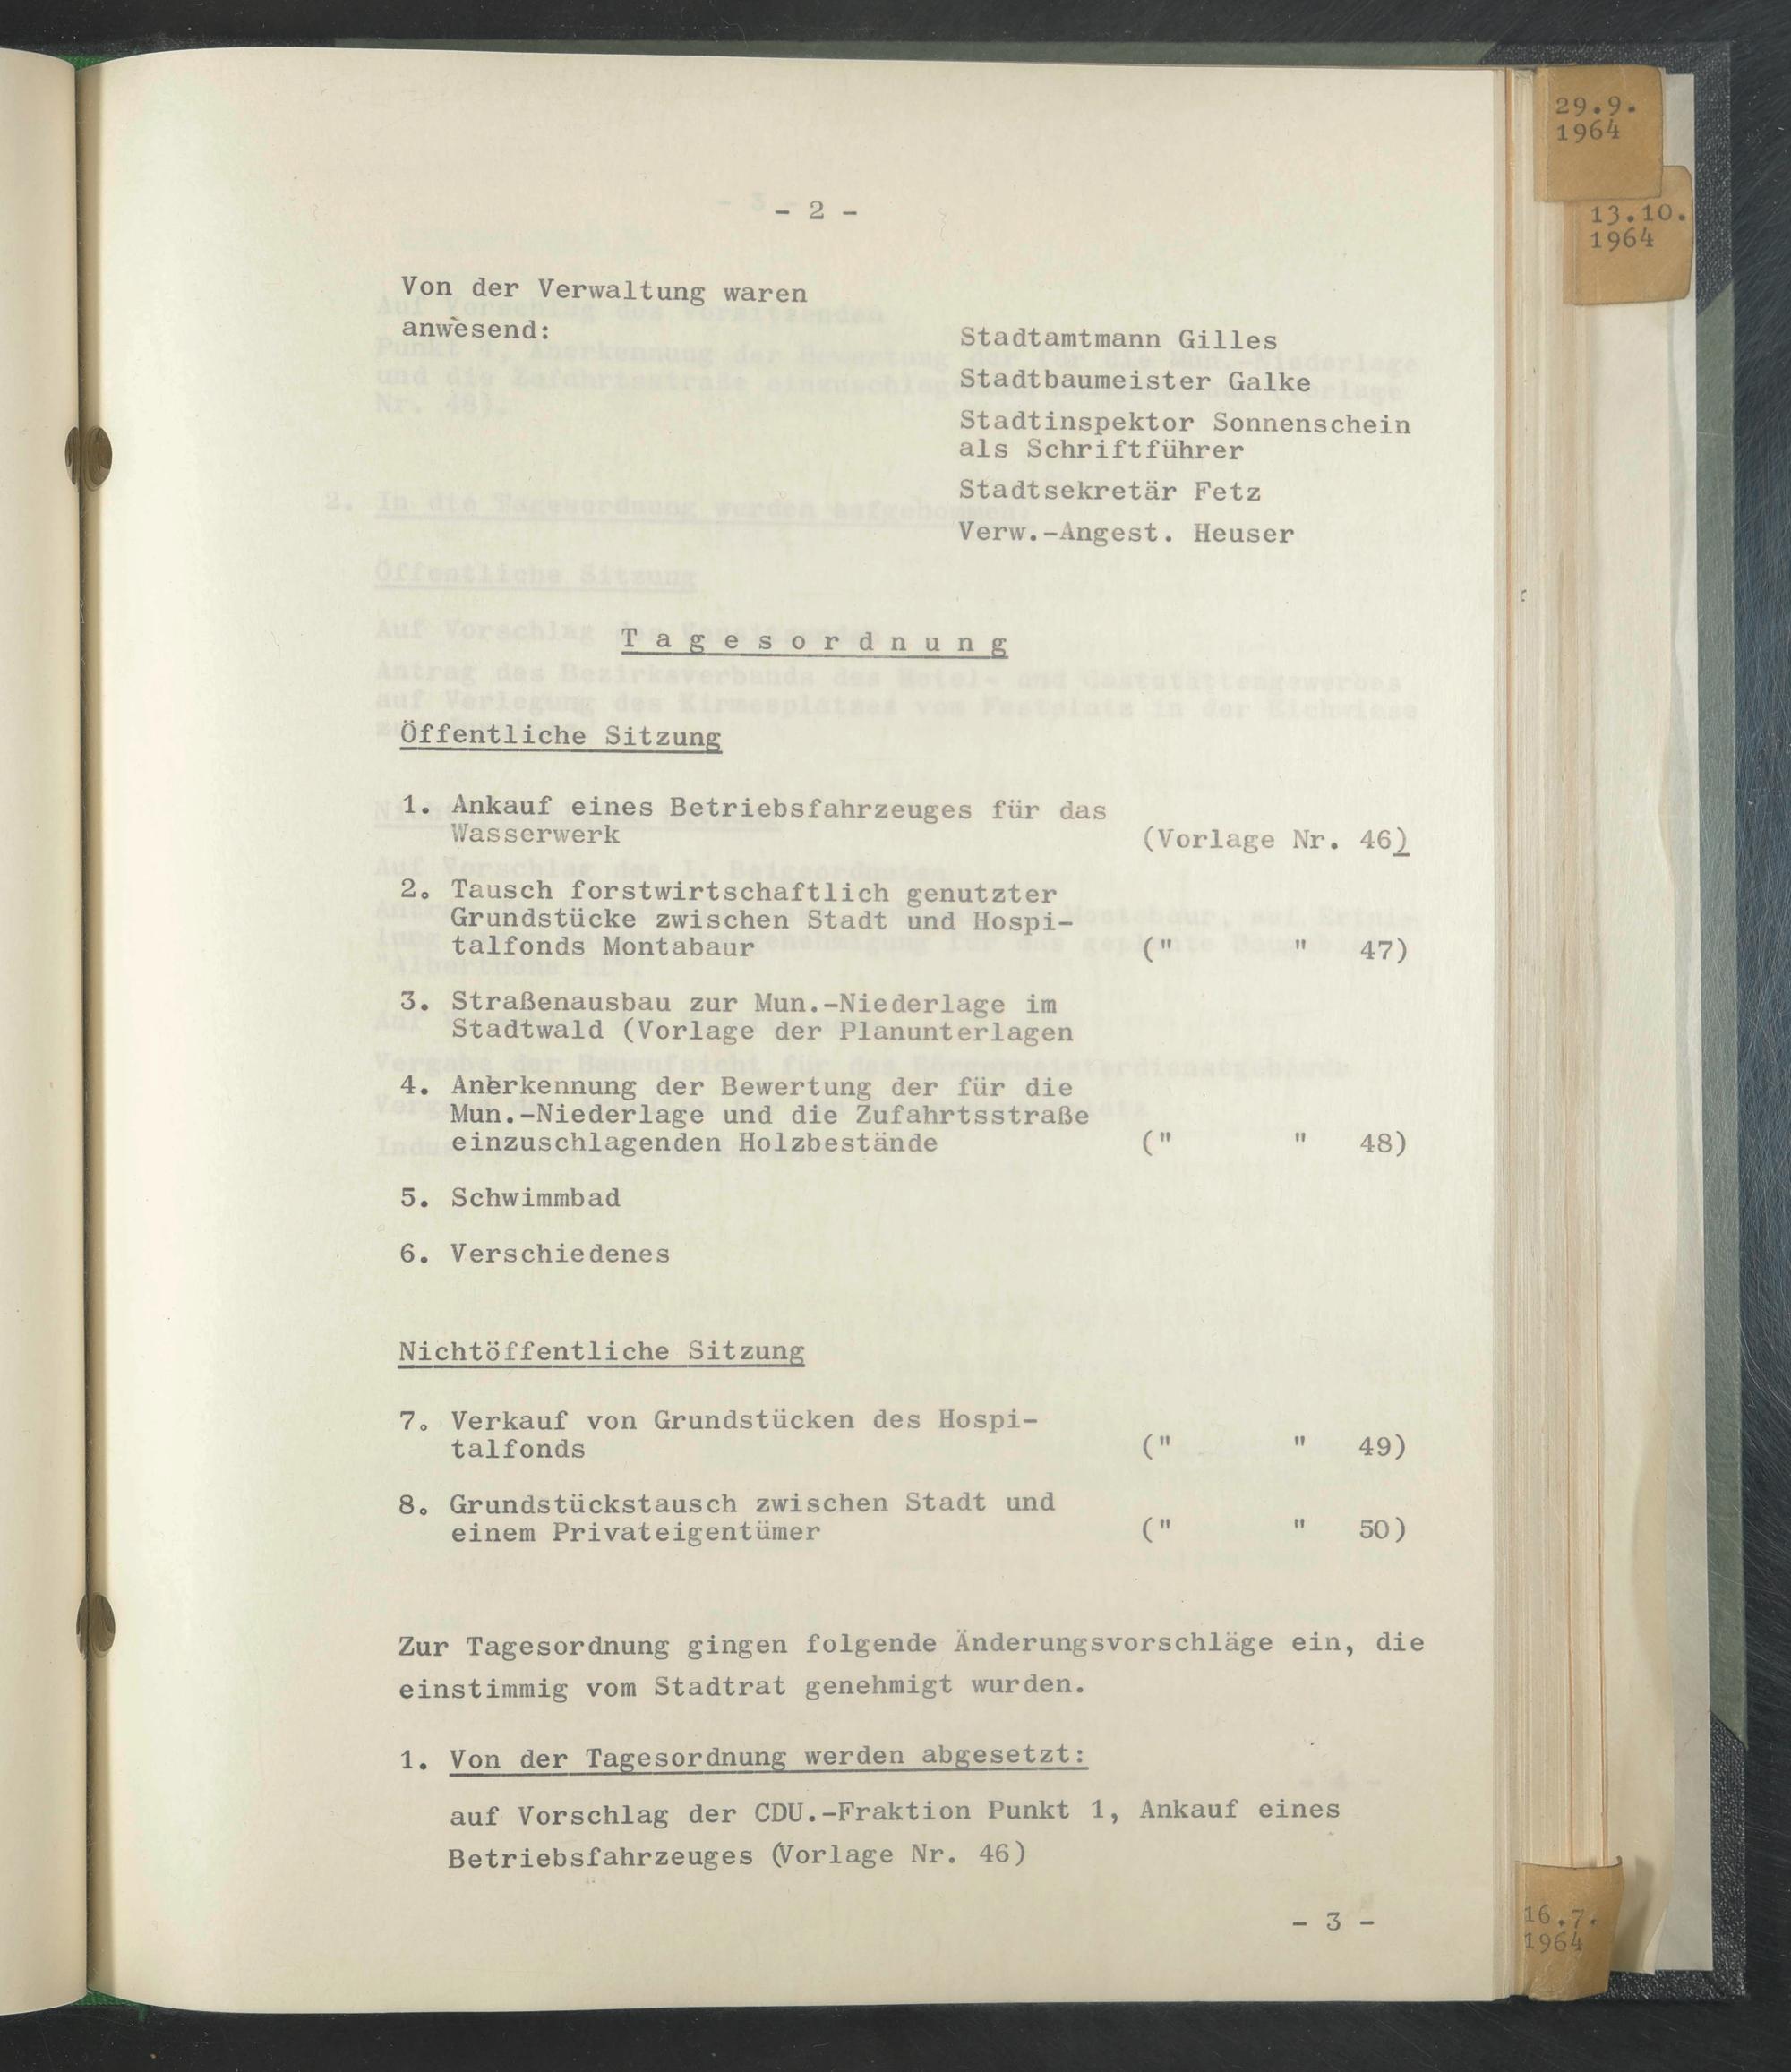 29.9.
1964
13.10.
1964
- 2 -
Von der Verwaltung waren
anwesend:
Stadtamtmann Gilles
Stadtbaumeister Galke
Stadtinspektor Sonnenschein
als Schriftführer
Stadtsekretär Fetz
Verw.-Angest. Heuser
T a g e s o r d n u n g
Öffentliche Sitzung
1. Ankauf eines Betriebsfahrzeuges für das
Wasserwerk (Vorlage Nr. 46)
2. Tausch forstwirtschaftlich genutzter
Grundstücke zwischen Stadt und Hospi-
talfonds Montabaur (" " 47)
3. Straßenausbau zur Mun.-Niederlage im
Stadtwald (Vorlage der Planunterlagen
4. Anerkennung der Bewertung der für die
Mun.-Niederlage und die Zufahrtsstraße
einzuschlagenden Holzbestände (" " 48)
5. Schwimmbad
6. Verschiedenes
Nichtöffentliche Sitzung
7. Verkauf von Grundstücken des Hospi-
talfonds (" " 49)
8. Grundstückstausch zwischen Stadt und
einem Privateigentümer (" " 50)
Zur Tagesordnung gingen folgende Änderungsvorschläge ein, die
einstimmig vom Stadtrat genehmigt wurden.
1. Von der Tagesordnung werden abgesetzt:
auf Vorschlag der CDU.-Fraktion Punkt 1, Ankauf eines
Betriebsfahrzeuges (Vorlage Nr. 46)
- 3 -
16.7.
1964